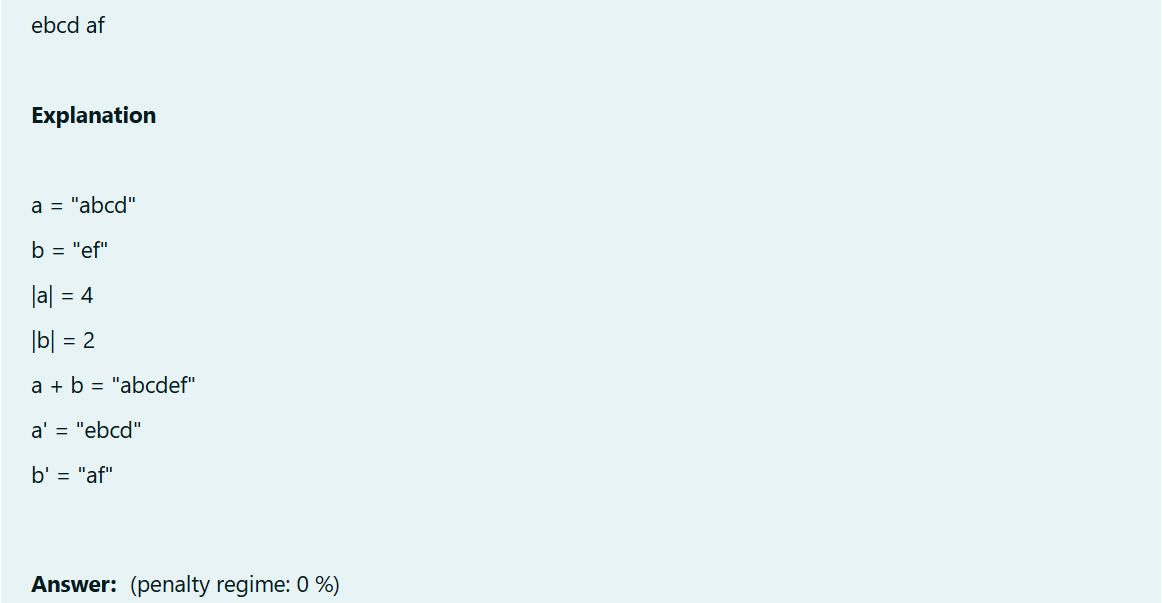 ebcd af
Explanation
a = "abcd"
b = "ef"
|a| = 4
|b| = 2
a + b = "abcdef"
a' = "ebcd"
b' = "af"
Answer: (penalty regime: 0 %)